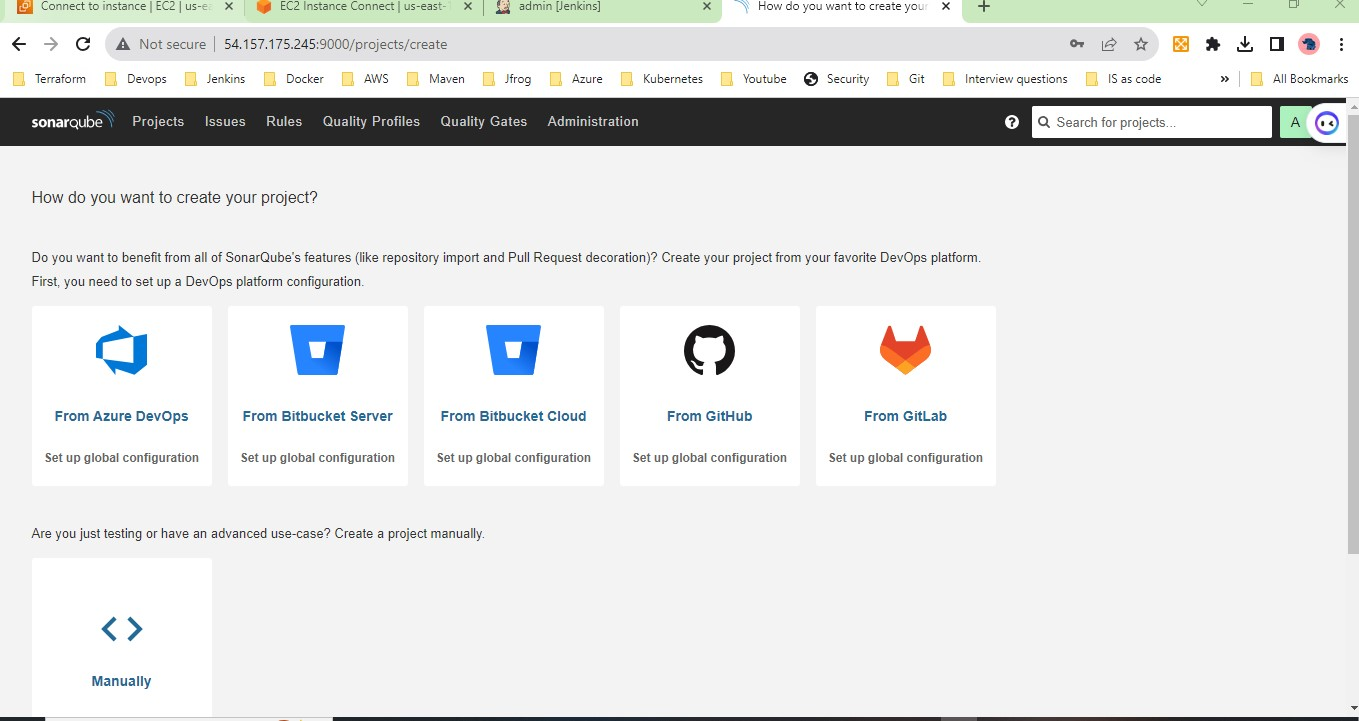 Connect to instance | EC2 | us-ea
EC2 Instance Connect | us-east-1
admin [Jenkins]
How do you want to create your
Not secure
54.157.175.245:9000/projects/create
Terraform
Devops
Jenkins
Docker
AWS
Maven
Jfrog
Azure
Kubernetes
Youtube
Security
Git
Interview questions
IS as code
»
All Bookmarks
sonarqube
Projects
Issues
Rules
Quality Profiles
Quality Gates
Administration
Search for projects...
A
How do you want to create your project?
Do you want to benefit from all of SonarQube's features (like repository import and Pull Request decoration)? Create your project from your favorite DevOps platform.
First, you need to set up a DevOps platform configuration.
From Azure DevOps
From Bitbucket Server
From Bitbucket Cloud
From GitHub
From GitLab
Set up global configuration
Set up global configuration
Set up global configuration
Set up global configuration
Set up global configuration
Are you just testing or have an advanced use-case? Create a project manually.
Manually